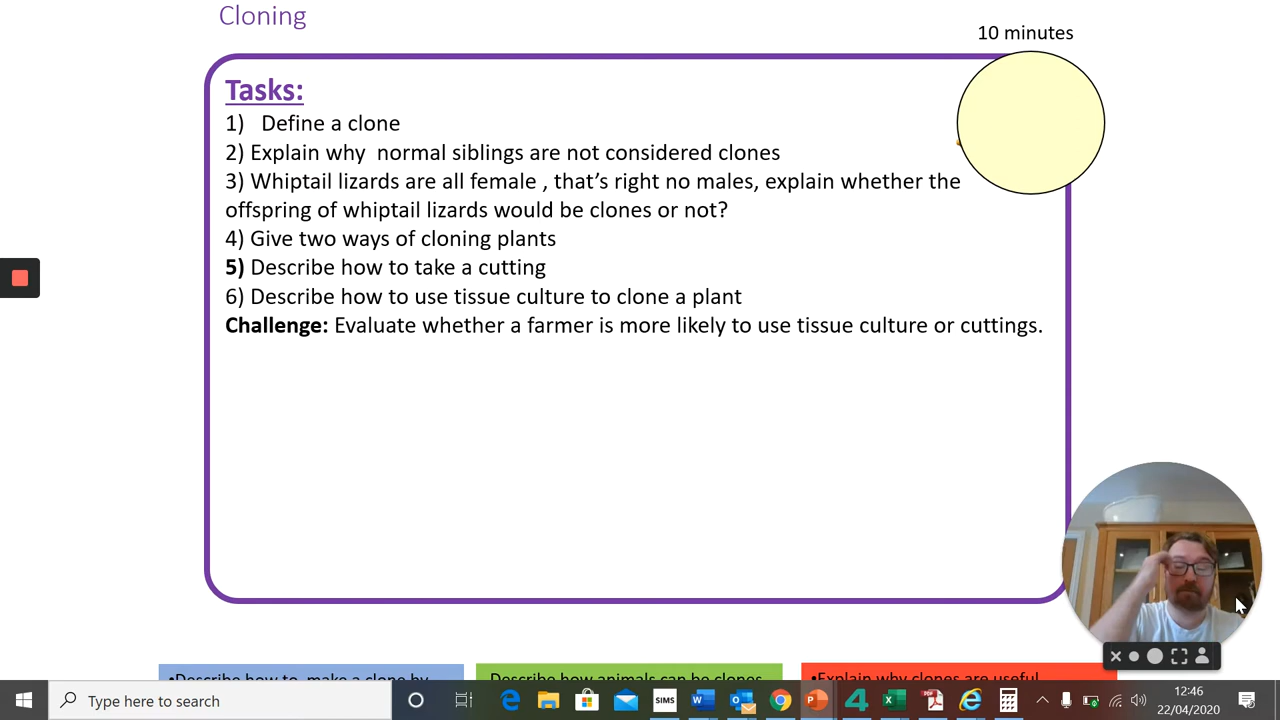 Cloning
10 minutes
Tasks:
1) Define a clone
2) Explain why normal siblings are not considered clones
3) Whiptail lizards are all female , that's right no males, explain whether the
offspring of whiptail lizards would be clones or not?
4) Give two ways of cloning plants
5) Describe how to take a cutting
6) Describe how to use tissue culture to clone a plant
Challenge: Evaluate whether a farmer is more likely to use tissue culture or cuttings.
•Describe how to make a clone by
Describe how animals can be clones
•Explain why clones are useful
Type here to search
SIMS
12:46
22/04/2020